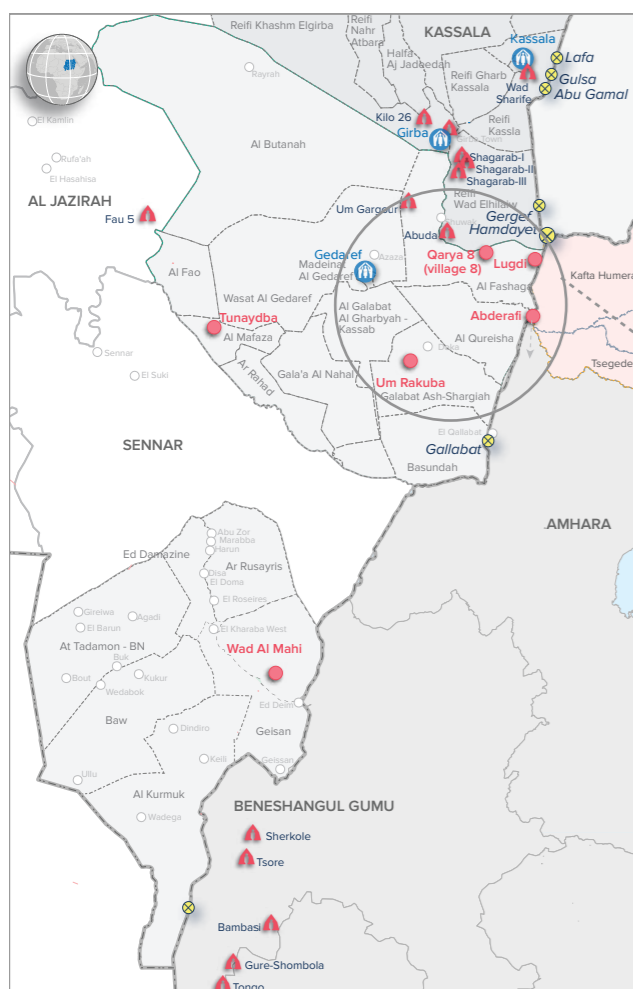 KASSALA
Reifi Khashm Elgirba
Reifi
Nahr
Atbara
Kassala
Lafa
Halfa
Aj Jadeedah
Rayrah
Reifi Gharb
Kassala
Gulsa
Wad
Sharife
Abu Gamal
El Kamlin
Kilo 26
Girba
Reifi
Kassla
Al Butanah
Rufa'ah
El Hasahisa
Shagarab-I
Shagarab-II
Shagarab-III
AL JAZIRAH
Reifi
Wad Elhilaiw
Um Gargour
Fau 5
Gergef
Hamdayet
Abuda
Gedaref
Azaza
Madeinat
Al Gedaref
Qarya 8
(village 8)
Lugdi
Al Fao
Kafta Humera
Al Fashaga
Wasat Al Gedaref
Al Galabat
Al Gharbyah -
Kassab
Tunaydba
Abderafi
Al Mafaza
Al Qureisha
Doka
Sennar
Ar Rahad
Tsegede
El Suki
Gala'a Al Nahal
Um Rakuba
Galabat Ash-Shargiah
El Qallabat
SENNAR
Gallabat
Basundah
AMHARA
Abu Zor
Marabba
Harun
Ed Damazine
Ar Rusayris
Disa
El Doma
El Roseires
Gireiwa
Agadi
El Barun
El Kharaba West
At Tadamon - BN
Wad Al Mahi
Buk
Kukur
Bout
Wedabok
Ed Deim
Baw
Dindiro
Geisan
Keili
Geissan
Ullu
Al Kurmuk
Wadega
BENESHANGUL GUMU
Sherkole
Tsore
Bambasi
Gure-Shombola
Tongo